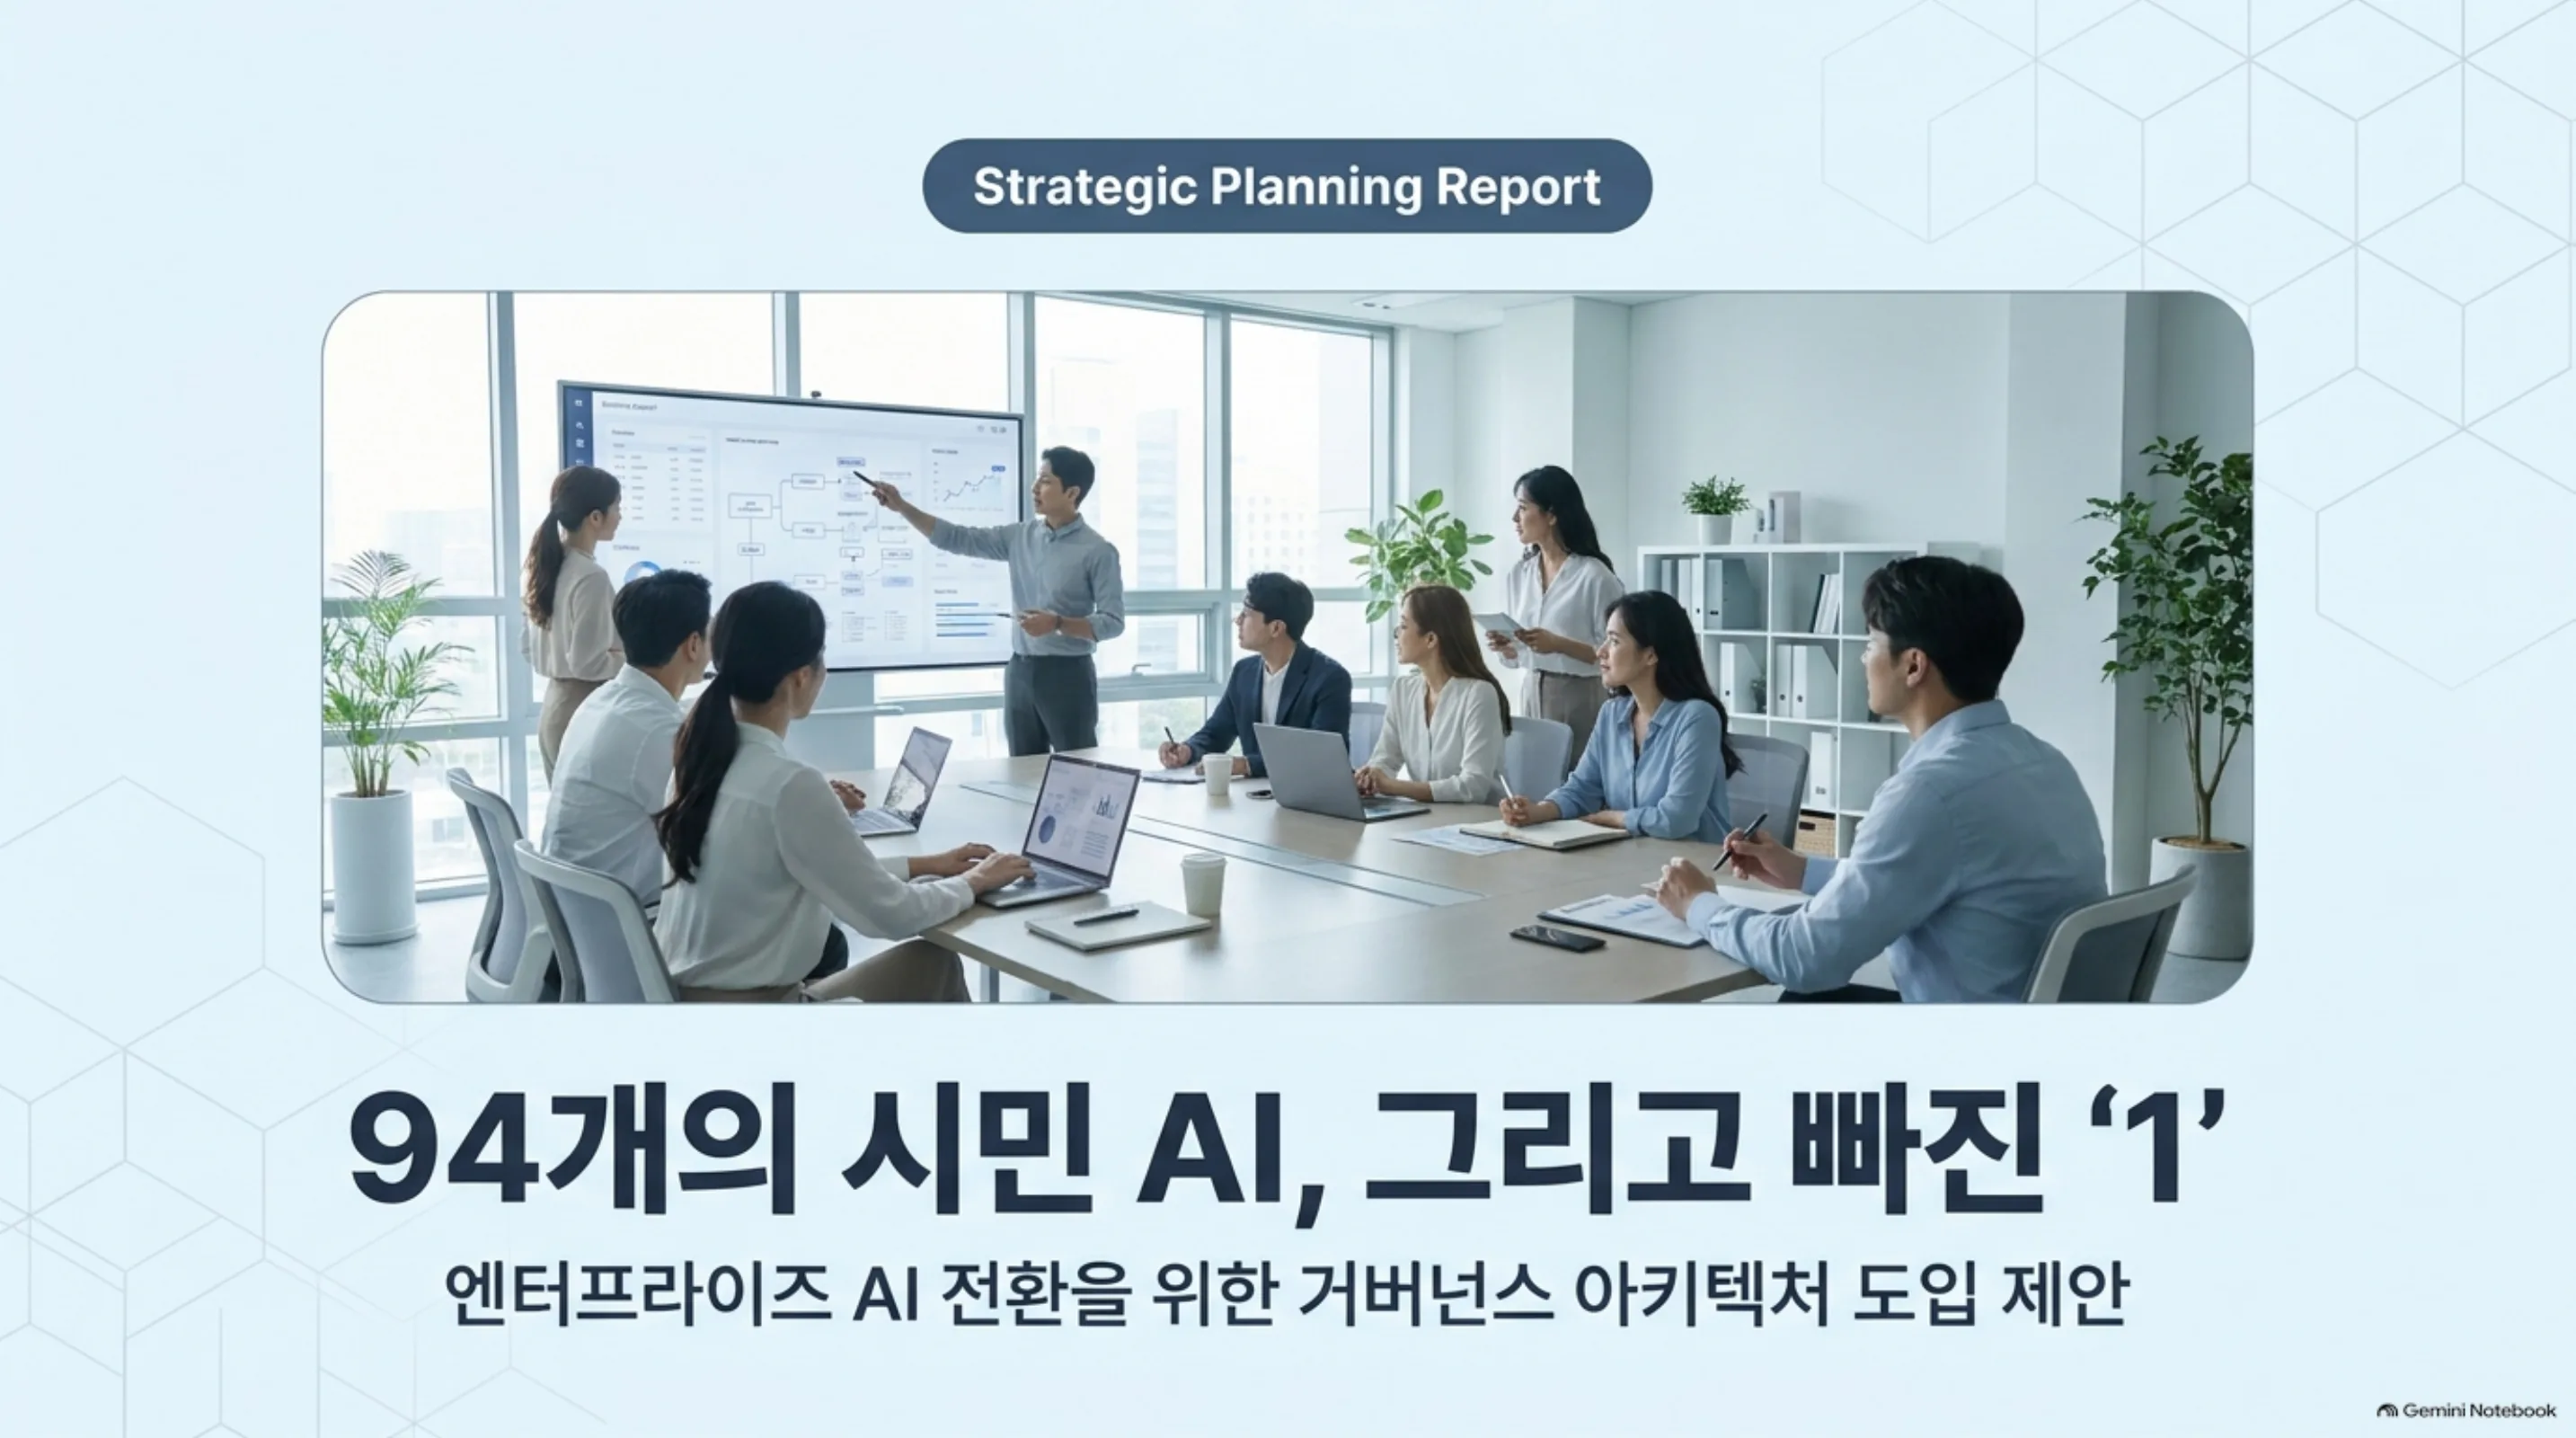 Strategic Planning Report
94개의 시민 AI, 그리고 빠진 ‘1’
엔터프라이즈 AI 전환을 위한 거버넌스 아키텍처 도입 제안
Gemini Notebook